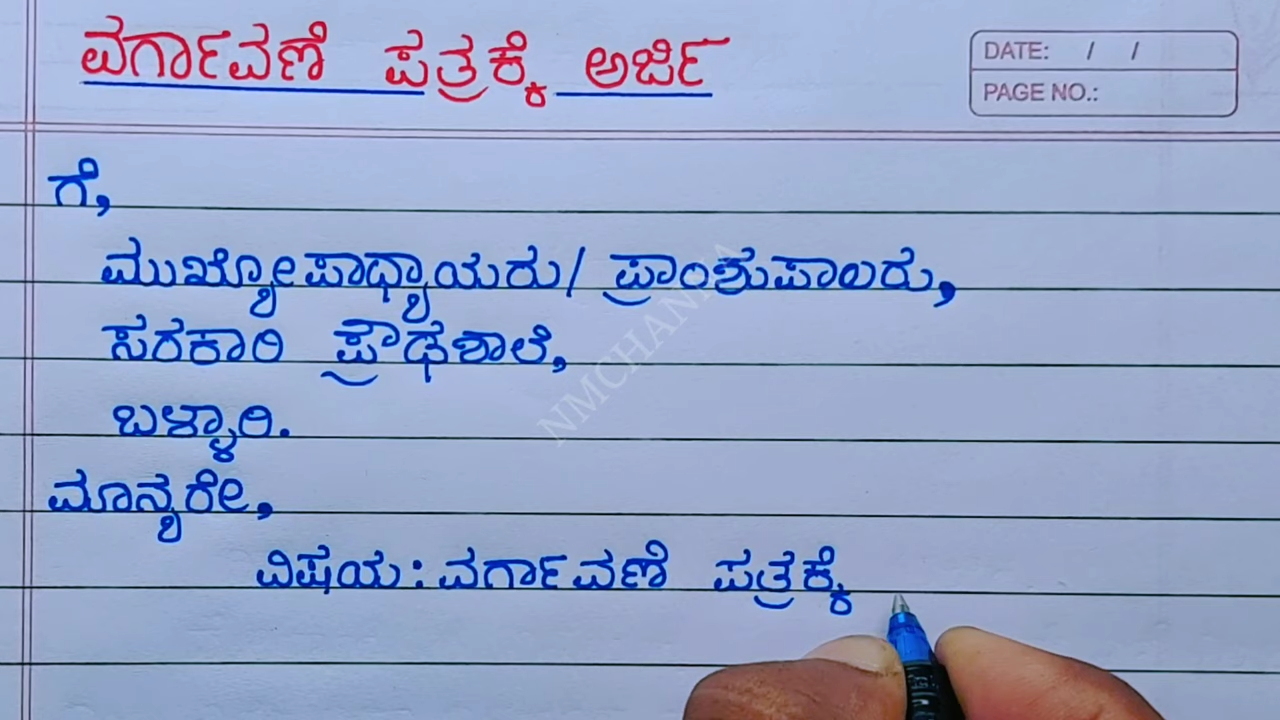 ವರ್ಗಾವಣೆ ಪತ್ರಕ್ಕೆ ಅರ್ಜಿ
DATE: / /
PAGE NO.:
ಗೆ,
ಮುಖ್ಯೋಪಾಧ್ಯಾಯರು/ ಪ್ರಾಂಶುಪಾಲರು,
ಸರಕಾರಿ ಪ್ರೌಢಶಾಲೆ,
ಬಳ್ಳಾರಿ.
ಮಾನ್ಯರೇ,
ವಿಷಯ: ವರ್ಗಾವಣೆ ಪತ್ರಕ್ಕೆ